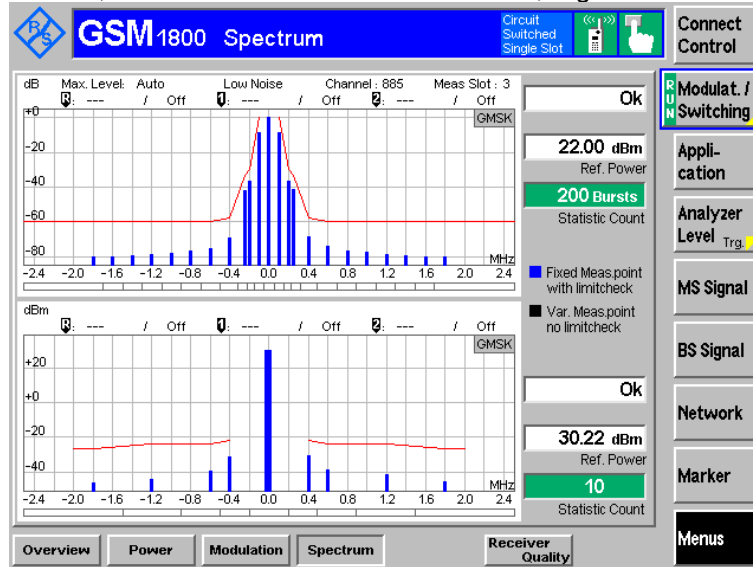 R/S GSM1800 Spectrum
Circuit Switched Single Slot
Connect Control
dB Max. Level: Auto Low Noise Channel : 885 Meas Slot : 3
R: --- / Off 1: --- / Off 2: --- / Off
+0
GMSK
-20
-40
-60
-80
MHz
-2.4 -2.0 -1.6 -1.2 -0.8 -0.4 0.0 0.4 0.8 1.2 1.6 2.0 2.4
Ok
22.00 dBm
Ref. Power
200 Bursts
Statistic Count
Fixed Meas.point
with limitcheck
Var. Meas.point
no limitcheck
dBm
R: --- / Off 1: --- / Off 2: --- / Off
GMSK
+20
+0
-20
-40
MHz
-2.4 -2.0 -1.6 -1.2 -0.8 -0.4 0.0 0.4 0.8 1.2 1.6 2.0 2.4
Ok
30.22 dBm
Ref. Power
10
Statistic Count
RUN
Modulat. /
Switching
Appli-
cation
Analyzer
Level Trg.
MS Signal
BS Signal
Network
Marker
Menus
Overview Power Modulation Spectrum Receiver Quality